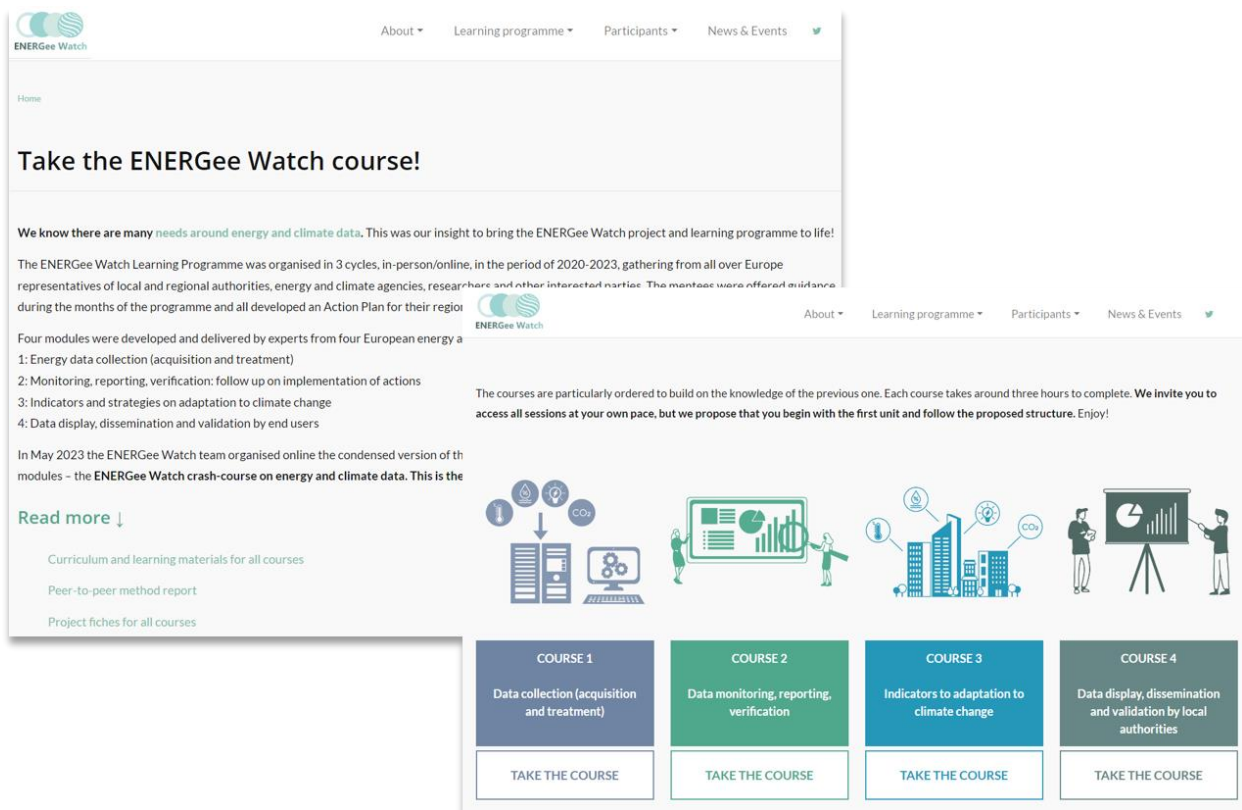 ENERGee Watch
About
Learning programme
Participants
News & Events
Home
Take the ENERGee Watch course!
We know there are many needs around energy and climate data. This was our insight to bring the ENERGee Watch project and learning programme to life!
The ENERGee Watch Learning Programme was organised in 3 cycles, in-person/online, in the period of 2020-2023, gathering from all over Europe
representatives of local and regional authorities, energy and climate agencies, researchers and other interested parties. The mentees were offered guidance
during the months of the programme and all developed an Action Plan for their region
Four modules were developed and delivered by experts from four European energy a
1: Energy data collection (acquisition and treatment)
2: Monitoring, reporting, verification: follow up on implementation of actions
3: Indicators and strategies on adaptation to climate change
4: Data display, dissemination and validation by end users
In May 2023 the ENERGee Watch team organised online the condensed version of th
modules – the ENERGee Watch crash-course on energy and climate data. This is the
Read more ↓
Curriculum and learning materials for all courses
Peer-to-peer method report
Project fiches for all courses
ENERGee Watch
About
Learning programme
Participants
News & Events
The courses are particularly ordered to build on the knowledge of the previous one. Each course takes around three hours to complete. We invite you to
access all sessions at your own pace, but we propose that you begin with the first unit and follow the proposed structure. Enjoy!
CO₂
CO₂
COURSE 1
Data collection (acquisition
and treatment)
TAKE THE COURSE
COURSE 2
Data monitoring, reporting,
verification
TAKE THE COURSE
COURSE 3
Indicators to adaptation to
climate change
TAKE THE COURSE
COURSE 4
Data display, dissemination
and validation by local
authorities
TAKE THE COURSE